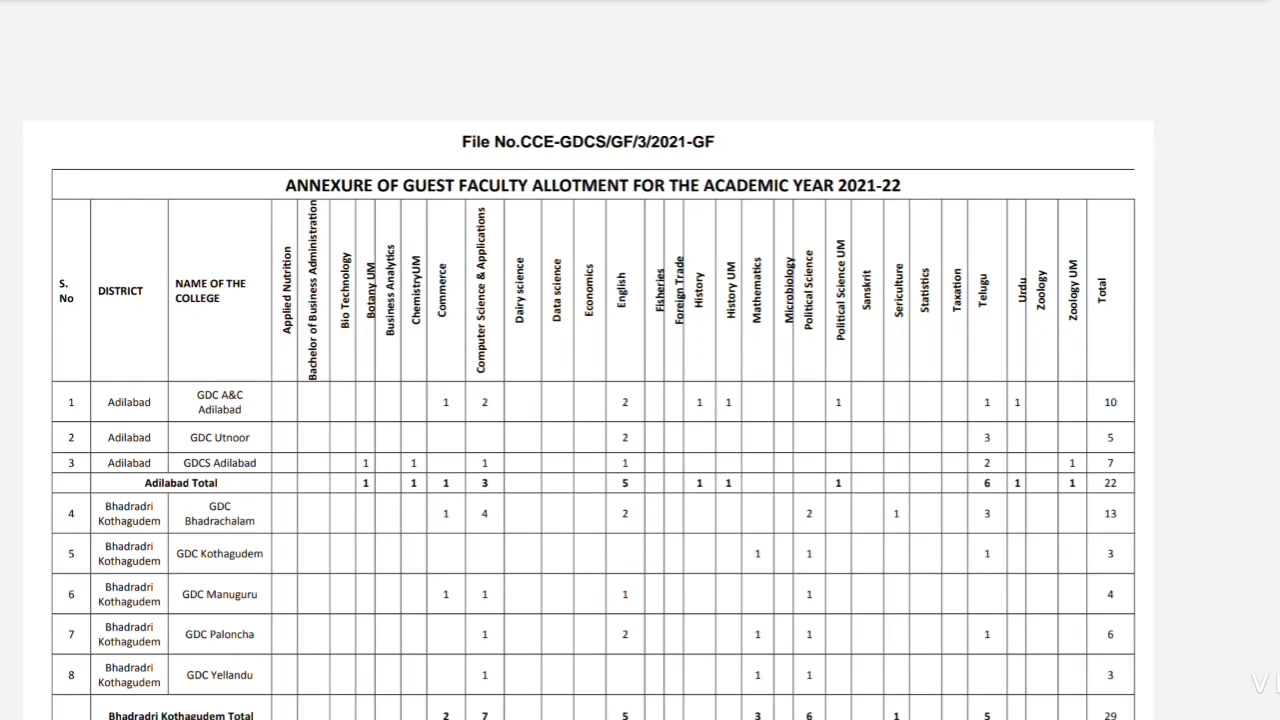 File No.CCE-GDCS/GF/3/2021-GF
ANNEXURE OF GUEST FACULTY ALLOTMENT FOR THE ACADEMIC YEAR 2021-22
S. No DISTRICT NAME OF THE COLLEGE Applied Nutrition Bachelor of Business Administration Bio Technology Botany UM Business Analytics ChemistryUM Commerce Computer Science & Applications Dairy science Data science Economics English Fisheries Foreign Trade History History UM Mathematics Microbiology Political Science Political Science UM Sanskrit Sericulture Statistics Taxation Telugu Urdu Zoology Zoology UM Total
1 Adilabad GDC A&C Adilabad 1 2 2 1 1 1 1 1 10
2 Adilabad GDC Utnoor 2 3 5
3 Adilabad GDCS Adilabad 1 1 1 1 2 1 7
Adilabad Total 1 1 1 3 5 1 1 1 6 1 1 22
4 Bhadradri Kothagudem GDC Bhadrachalam 1 4 2 2 1 3 13
5 Bhadradri Kothagudem GDC Kothagudem 1 1 1 3
6 Bhadradri Kothagudem GDC Manuguru 1 1 1 1 4
7 Bhadradri Kothagudem GDC Paloncha 1 2 1 1 1 6
8 Bhadradri Kothagudem GDC Yellandu 1 1 1 3
Bhadradri Kothagudem Total 2 7 5 3 6 1 5 29